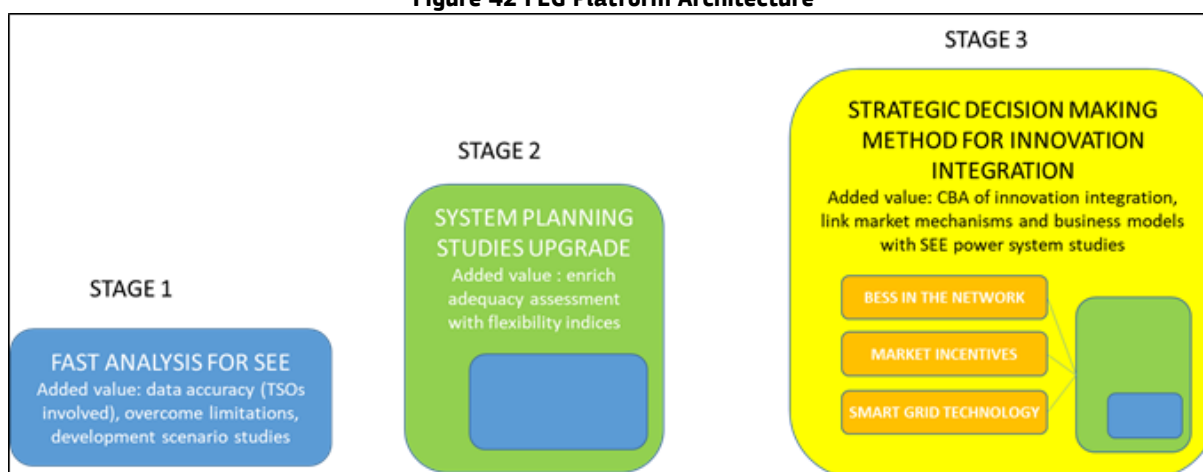 Figure 42 Platform Architecture
STAGE 3
STRATEGIC DECISION MAKING
METHOD FOR INNOVATION
INTEGRATION
Added value: CBA of innovation integration,
link market mechanisms and business models
with SEE power system studies
BESS IN THE NETWORK
MARKET INCENTIVES
SMART GRID TECHNOLOGY
STAGE 2
SYSTEM PLANNING
STUDIES UPGRADE
Added value : enrich
adequacy assessment
with flexibility indices
STAGE 1
FAST ANALYSIS FOR SEE
Added value: data accuracy (TSOs
involved), overcome limitations,
development scenario studies